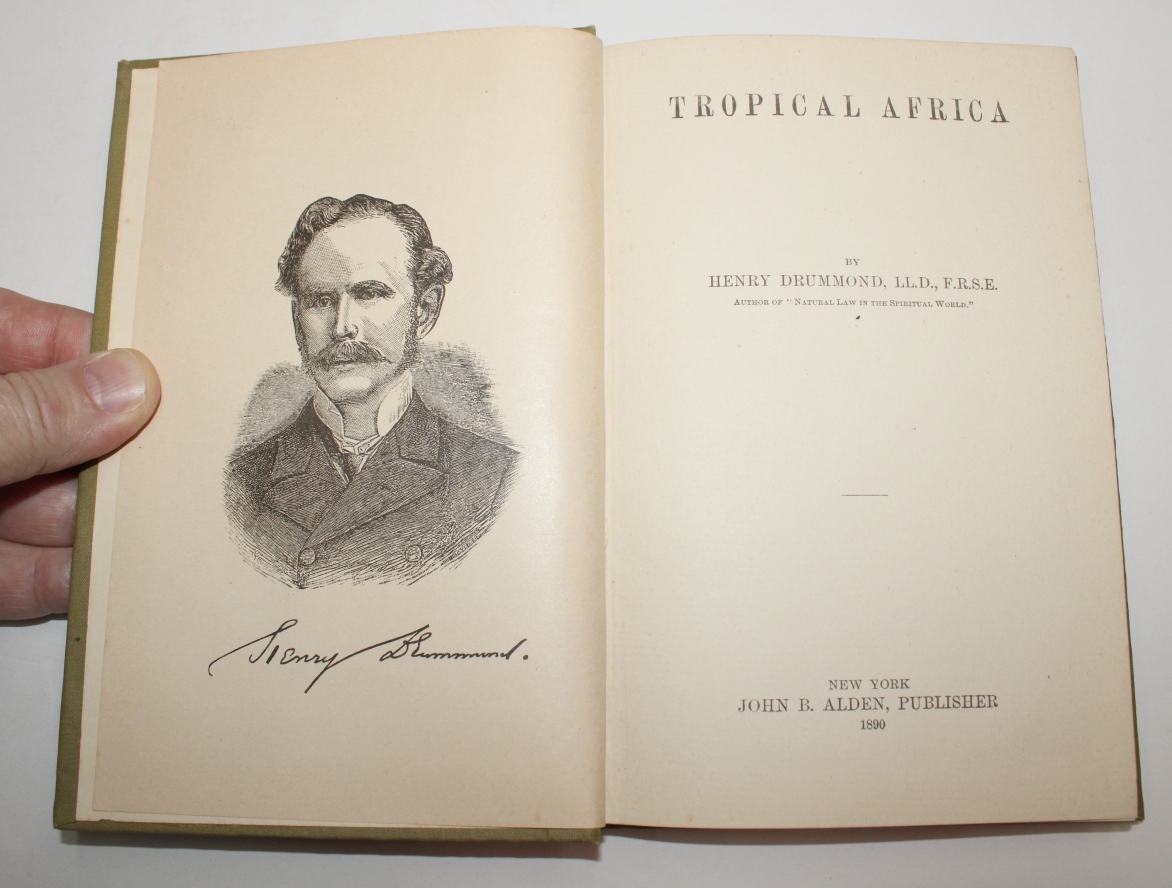 Henry Drummond.
TROPICAL AFRICA
BY
HENRY DRUMMOND, LL.D., F.R.S.E.
AUTHOR OF "NATURAL LAW IN THE SPIRITUAL WORLD."
NEW YORK
JOHN B. ALDEN, PUBLISHER
1890